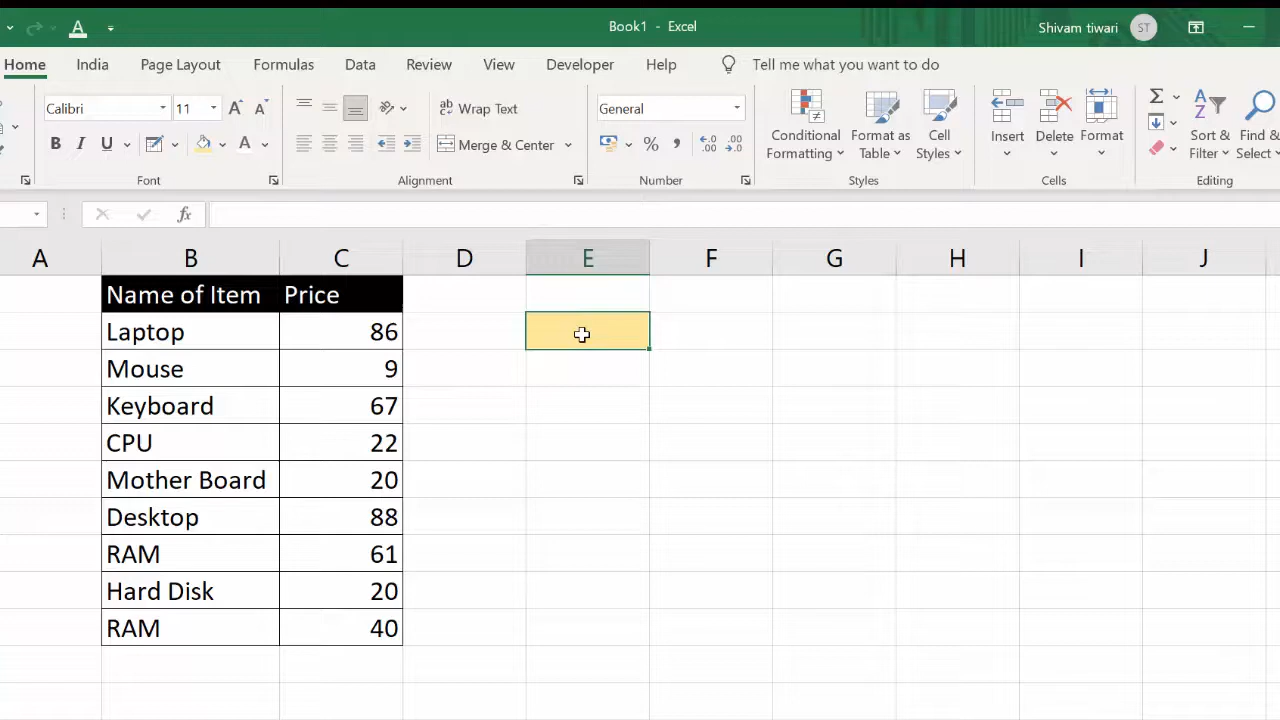 Book1 - Excel
Shivam tiwari ST
Home India Page Layout Formulas Data Review View Developer Help Tell me what you want to do
Calibri 11 ab Wrap Text General
B I U A Merge & Center % ,
Conditional Formatting Format as Table Cell Styles Insert Delete Format Sort & Filter Find & Select
Font Alignment Number Styles Cells Editing
fx
A B C D E F G H I J
Name of Item Price
Laptop 86
Mouse 9
Keyboard 67
CPU 22
Mother Board 20
Desktop 88
RAM 61
Hard Disk 20
RAM 40